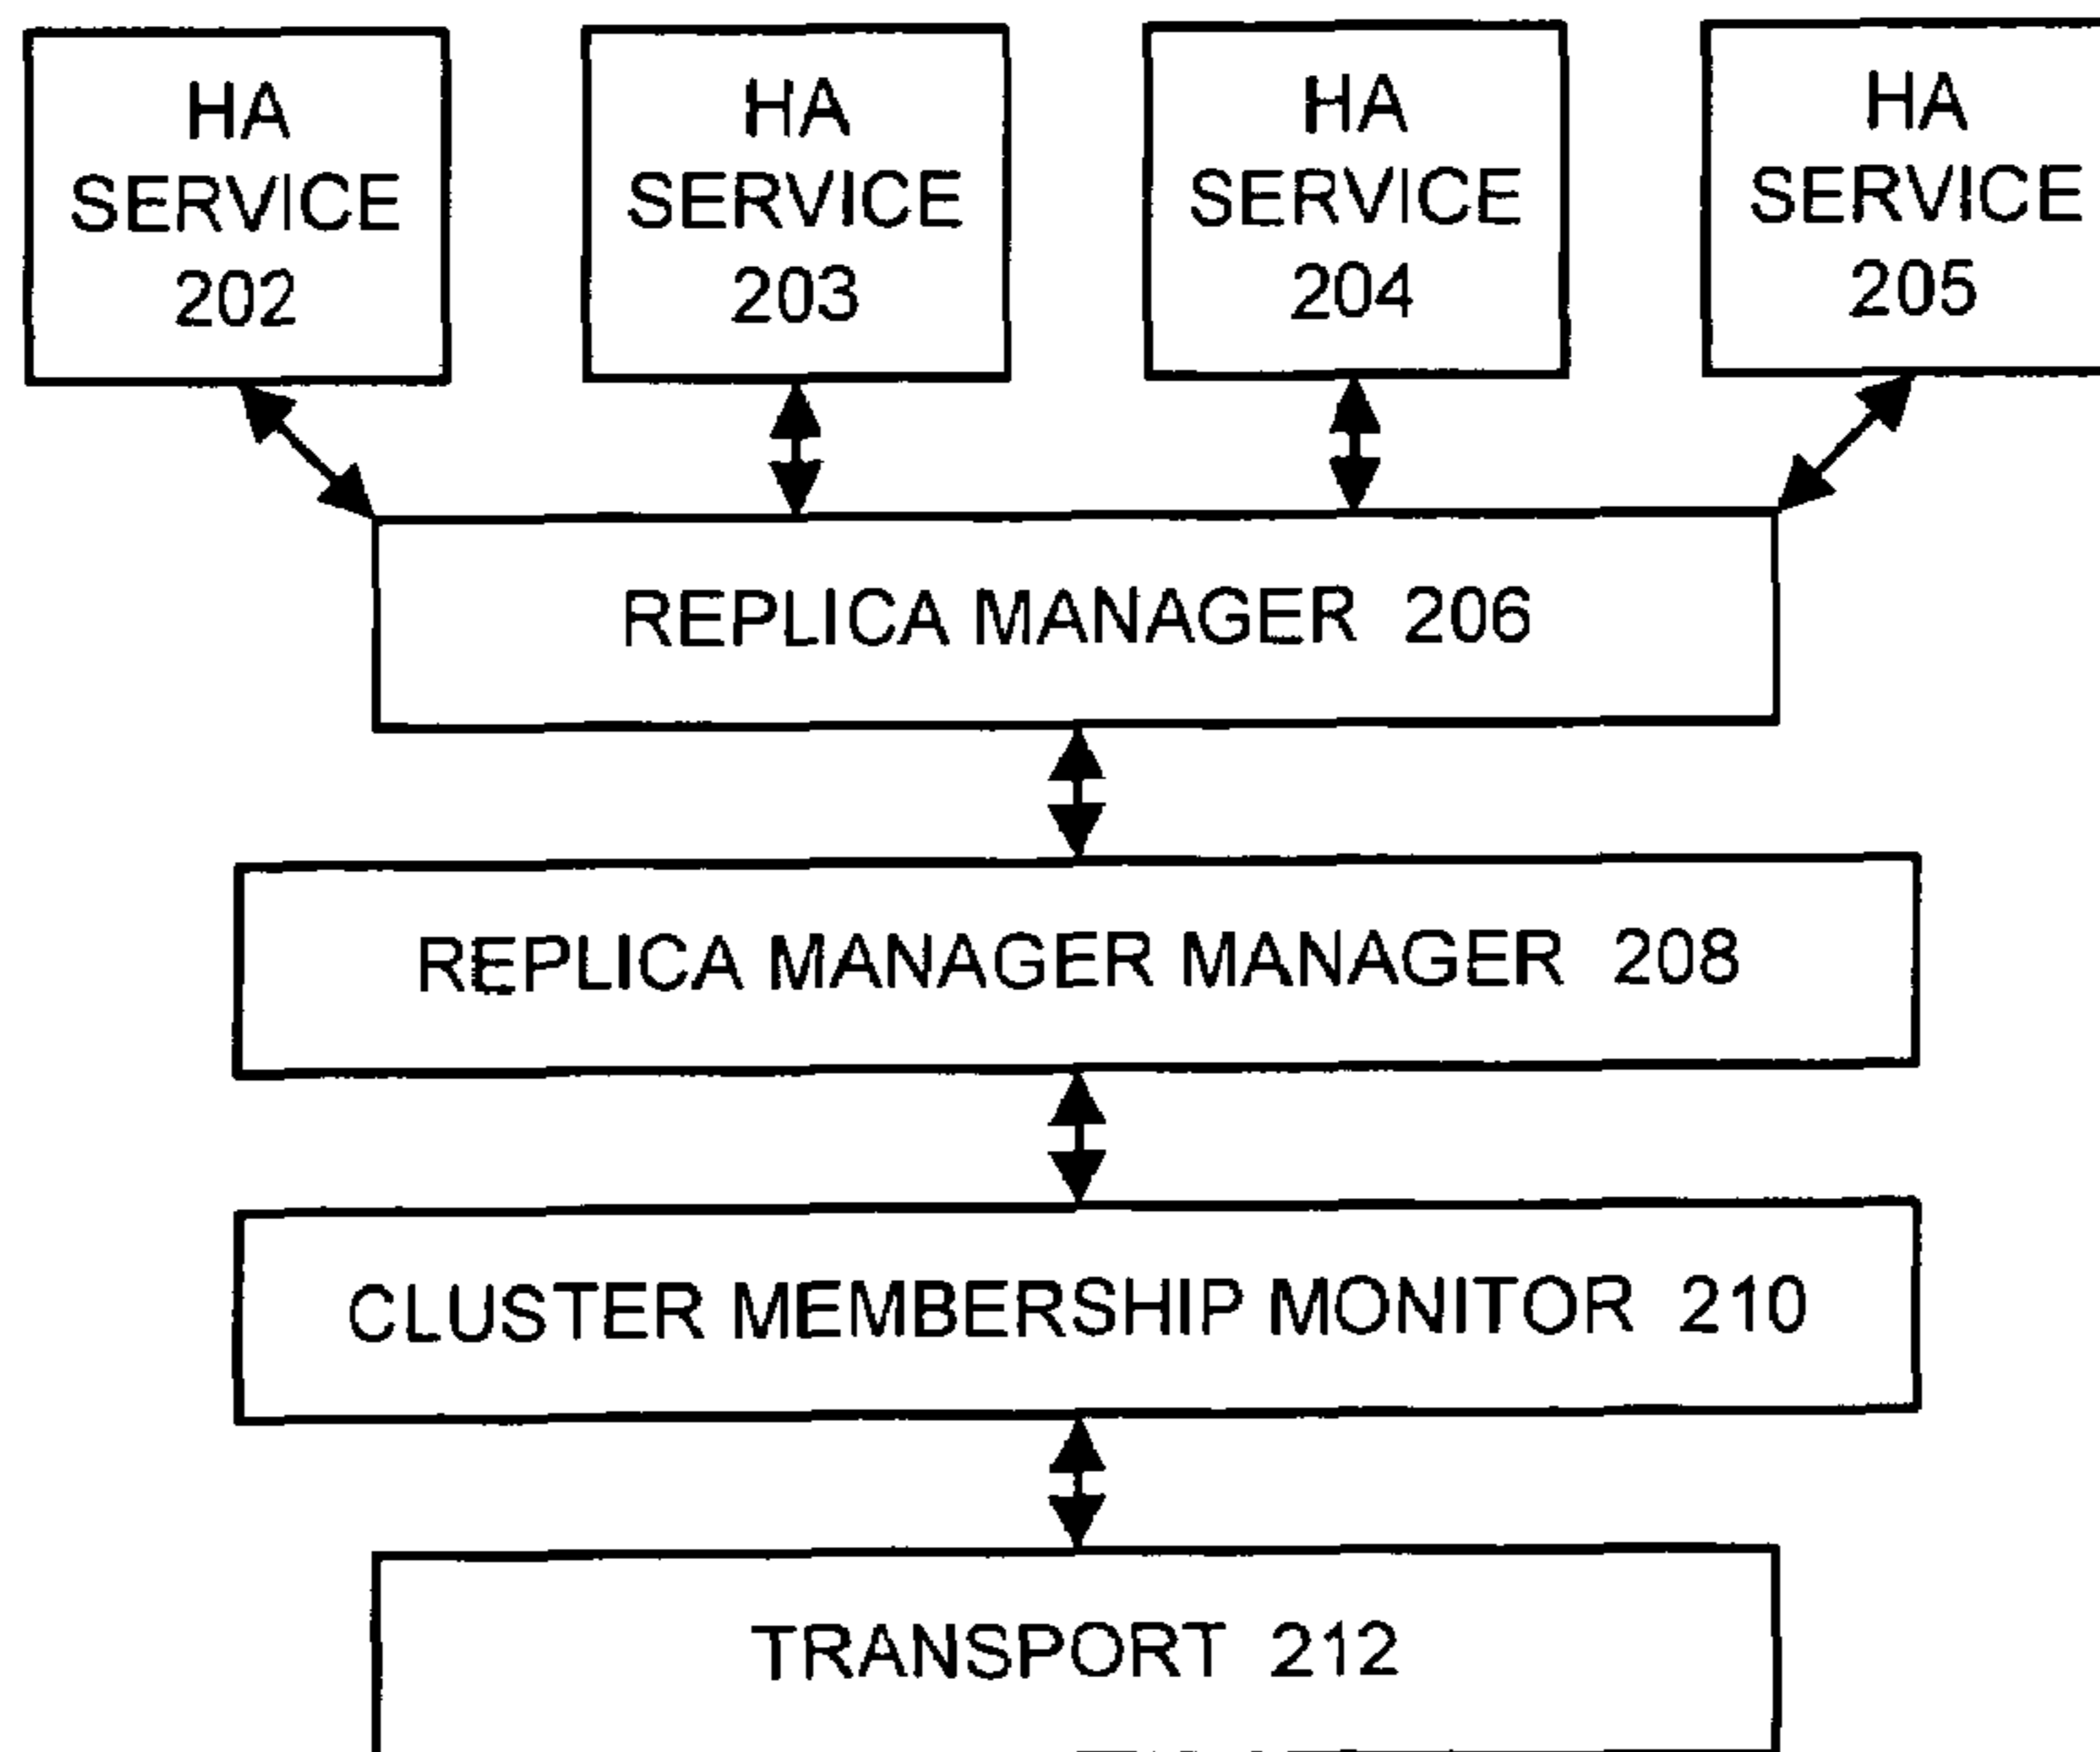 HA
SERVICE
202
HA
SERVICE
203
HA
SERVICE
204
HA
SERVICE
205
REPLICA MANAGER 206
REPLICA MANAGER MANAGER 208
CLUSTER MEMBERSHIP MONITOR 210
TRANSPORT 212